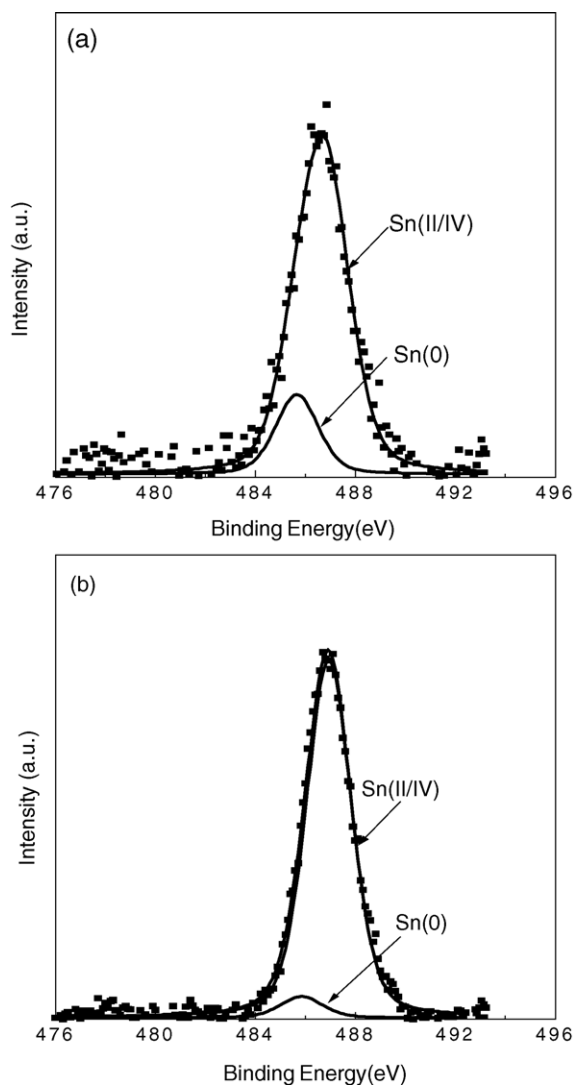 (a)
Sn(II/IV)
Sn(0)
Intensity (a.u.)
476 480 484 488 492 496
Binding Energy(eV)
(b)
Sn(II/IV)
Sn(0)
Intensity (a.u.)
476 480 484 488 492 496
Binding Energy(eV)